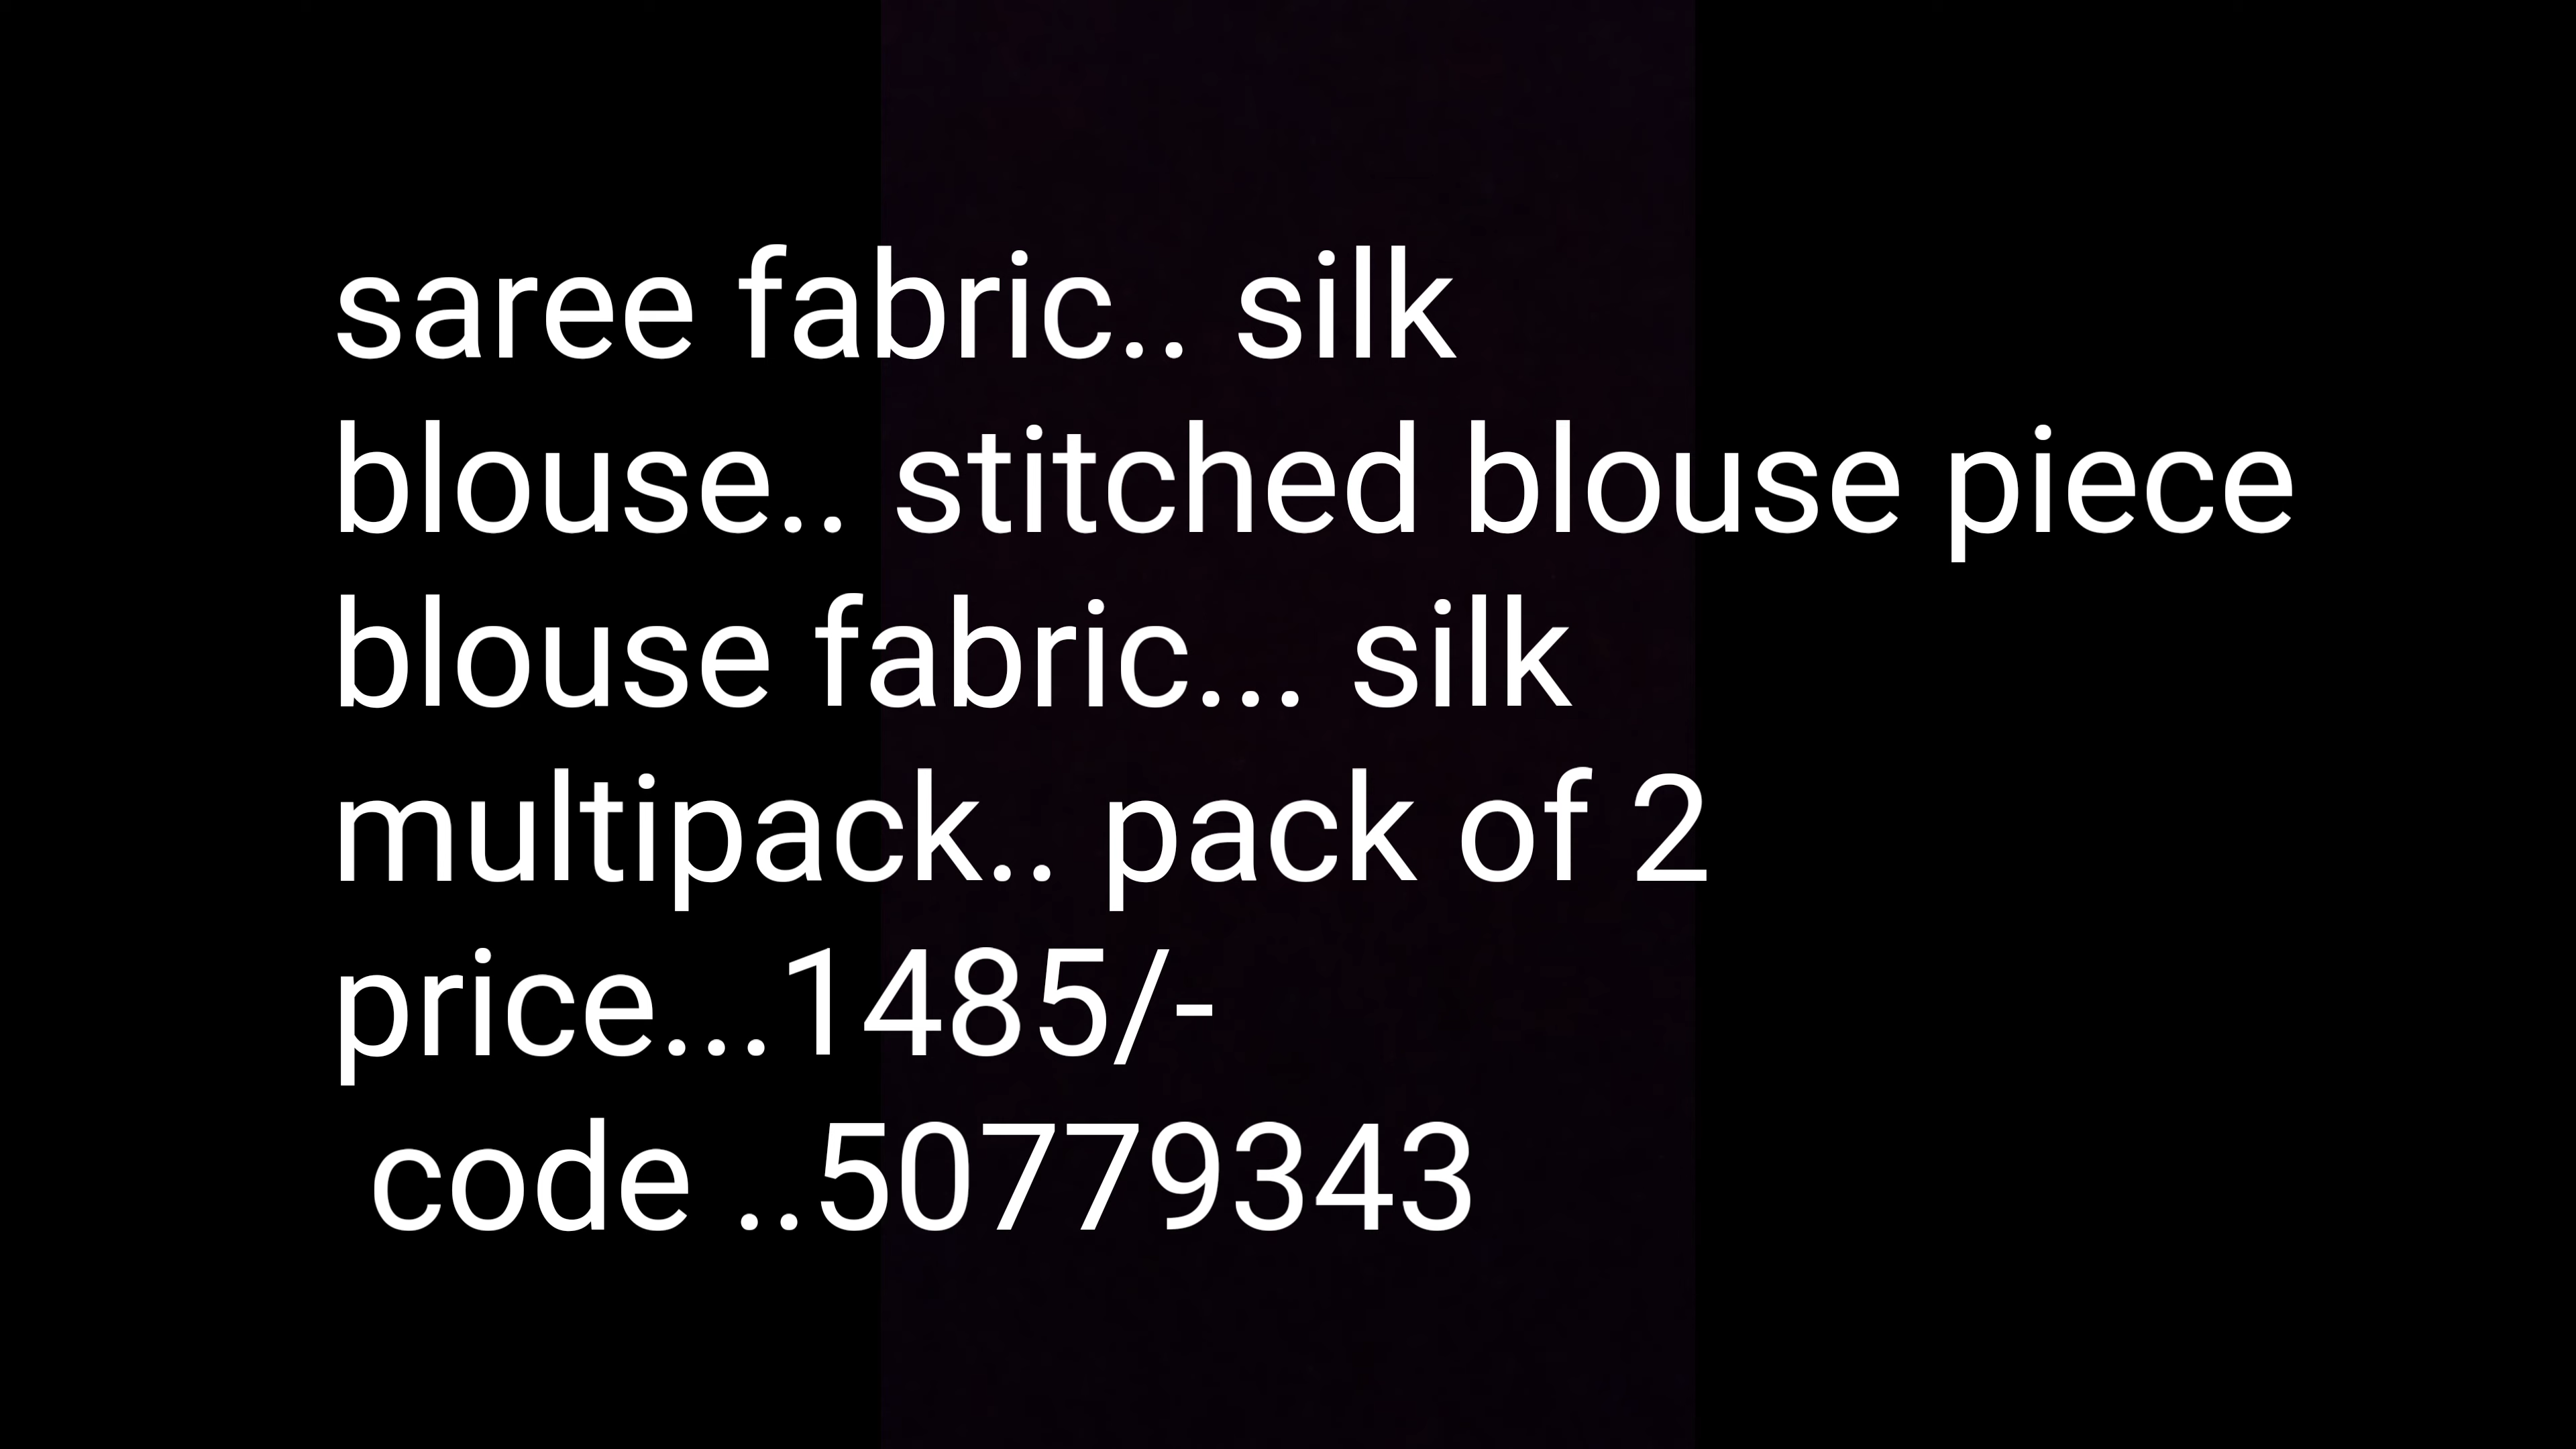 saree fabric.. silk
blouse.. stitched blouse piece
blouse fabric... silk
multipack.. pack of 2
price...1485/-
code ..50779343